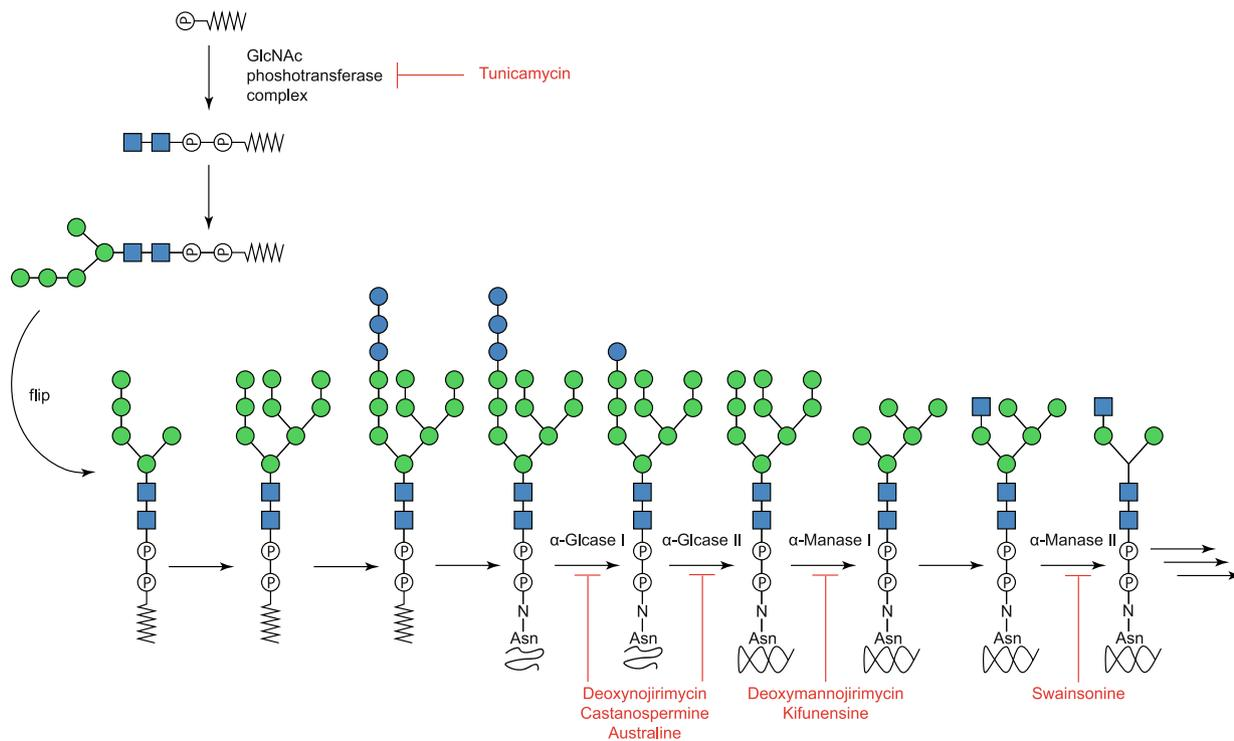 P
GlcNAc
phoshotransferase
complex
Tunicamycin
P P
P P
flip
α-Glcase I
α-Glcase II
α-Manase I
α-Manase II
P P P P P P P P P
P P P P P P P P P
N N N N N N
Asn Asn Asn Asn Asn Asn
Deoxynojirimycin
Castanospermine
Australine
Deoxymannojirimycin
Kifunensine
Swainsonine